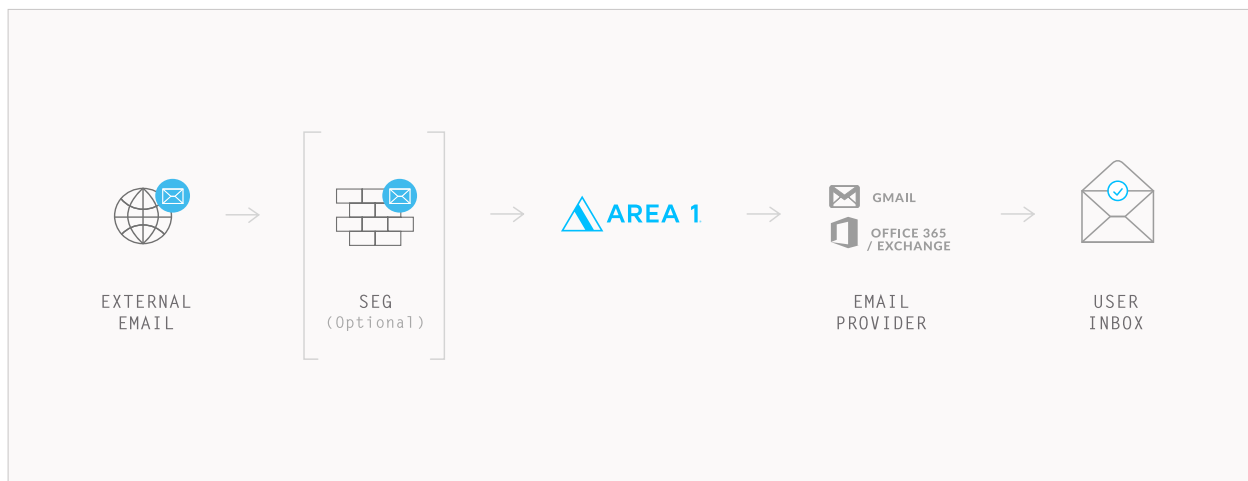 AREA 1
GMAIL
OFFICE 365
/ EXCHANGE
EXTERNAL
EMAIL
SEG
(Optional)
EMAIL
PROVIDER
USER
INBOX